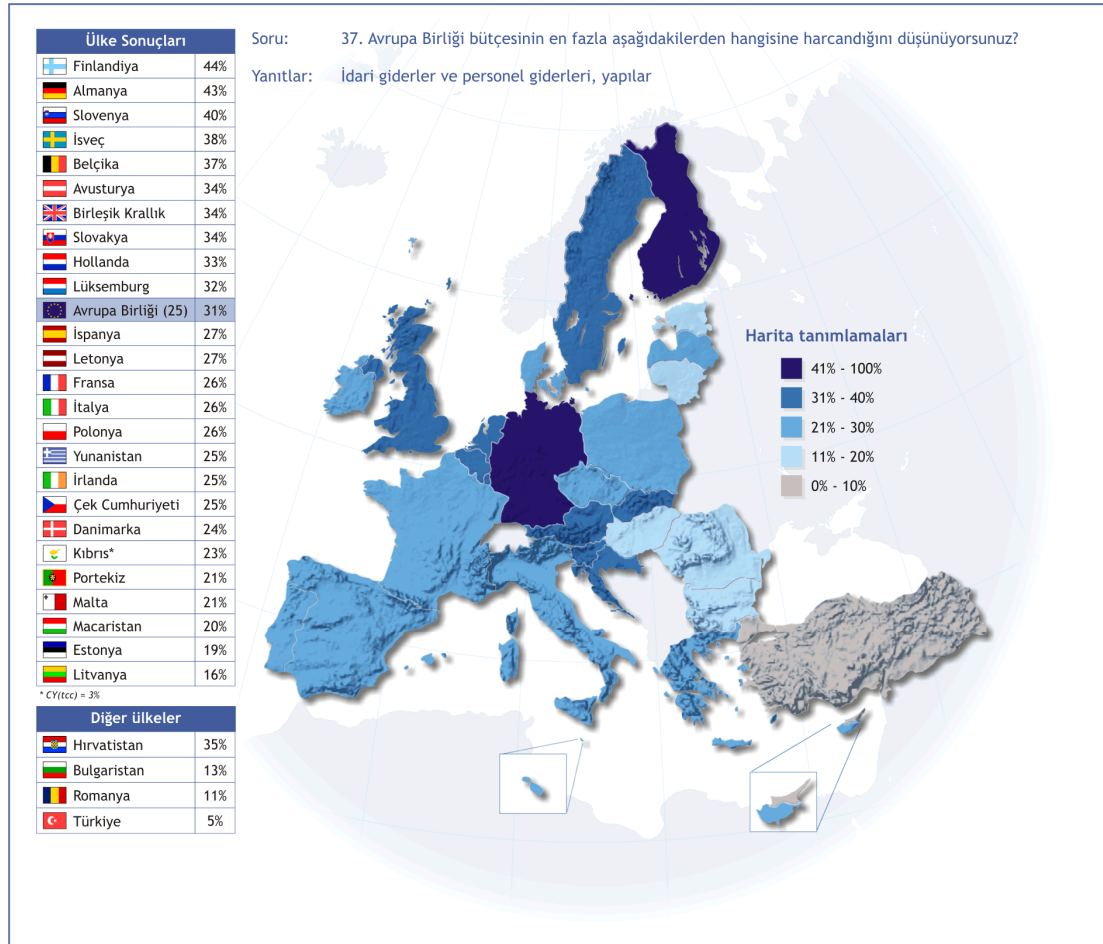 Soru: 37. Avrupa Birliği bütçesinin en fazla aşağıdakilerden hangisine harcandığını düşünüyorsunuz?
Yanıtlar: İdari giderler ve personel giderleri, yapılar
Ülke Sonuçları
Finlandiya 44%
Almanya 43%
Slovenya 40%
İsveç 38%
Belçika 37%
Avusturya 34%
Birleşik Krallık 34%
Slovakya 34%
Hollanda 33%
Lüksemburg 32%
Avrupa Birliği (25) 31%
İspanya 27%
Letonya 27%
Fransa 26%
İtalya 26%
Polonya 26%
Yunanistan 25%
İrlanda 25%
Çek Cumhuriyeti 25%
Danimarka 24%
Kıbrıs* 23%
Portekiz 21%
Malta 21%
Macaristan 20%
Estonya 19%
Litvanya 16%
* CY(tcc) = 3%
Diğer ülkeler
Hırvatistan 35%
Bulgaristan 13%
Romanya 11%
Türkiye 5%
Harita tanımlamaları
41% - 100%
31% - 40%
21% - 30%
11% - 20%
0% - 10%